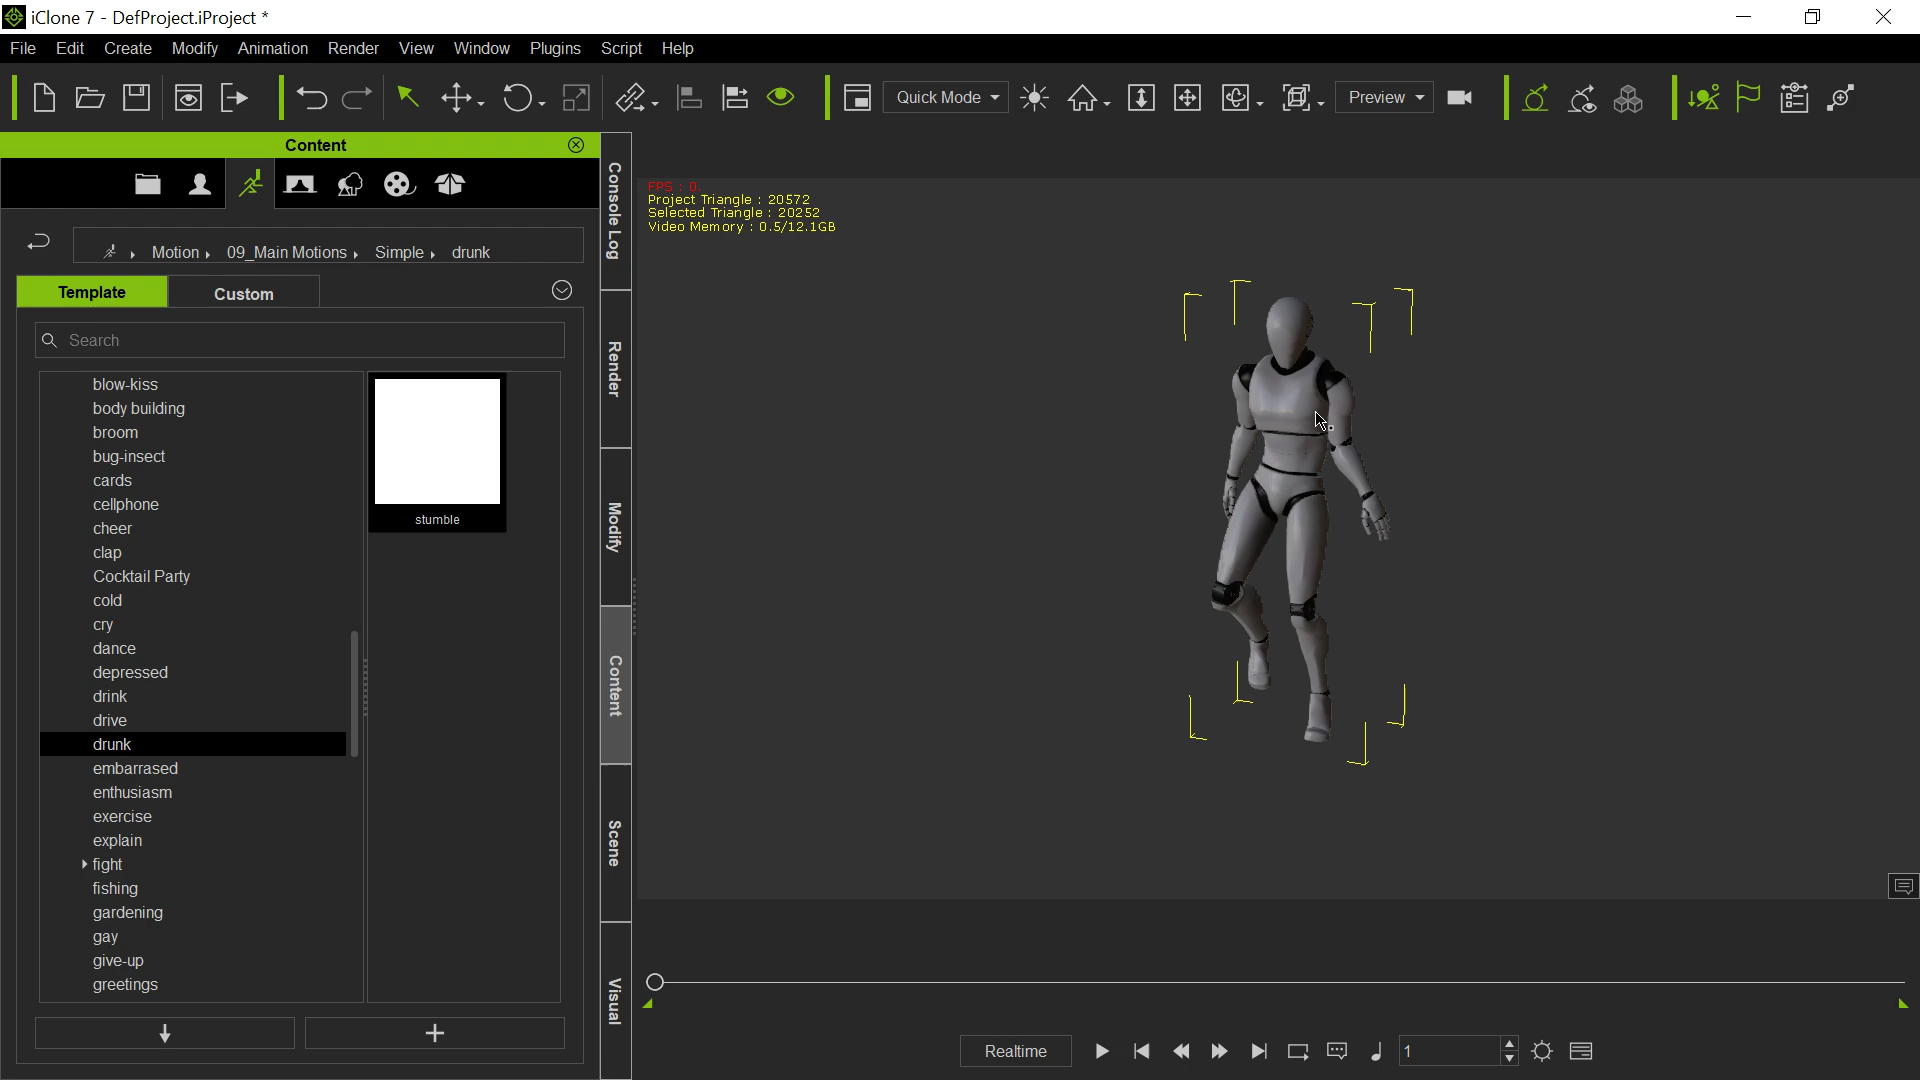 iClone 7 - DefProject.iProject *
File Edit Create Modify Animation Render View Window Plugins Script Help
Quick Mode
Preview
Content
Motion 09_Main Motions Simple drunk
Template Custom
Search
blow-kiss
body building
broom
bug-insect
cards
cellphone
cheer
clap
Cocktail Party
cold
cry
dance
depressed
drink
drive
drunk
embarrased
enthusiasm
exercise
explain
fight
fishing
gardening
gay
give-up
greetings
stumble
Console Log
Render
Modify
Content
Scene
Visual
FPS : 0.
Project Triangle : 20572
Selected Triangle : 20252
Video Memory : 0.5/12.1GB
Realtime
1